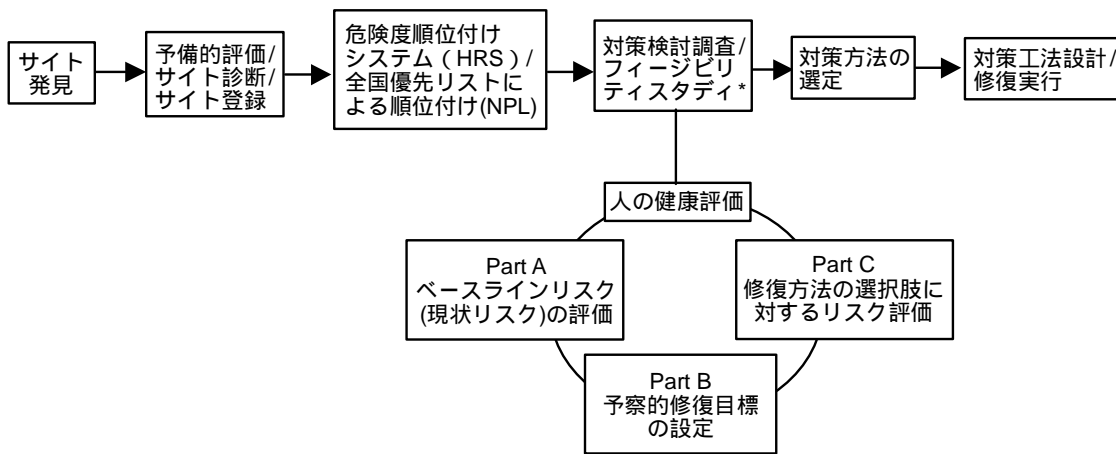 サイト
発見
予備的評価/
サイト診断/
サイト登録
危険度順位付け
システム(HRS)/
全国優先リストに
よる順位付け(NPL)
対策検討調査/
フィージビリ
ティスタディ*
対策方法の
選定
対策工法設計/
修復実行
人の健康評価
Part A
ベースラインリスク
(現状リスク)の評価
Part C
修復方法の選択肢に
対するリスク評価
Part B
予察的修復目標
の設定